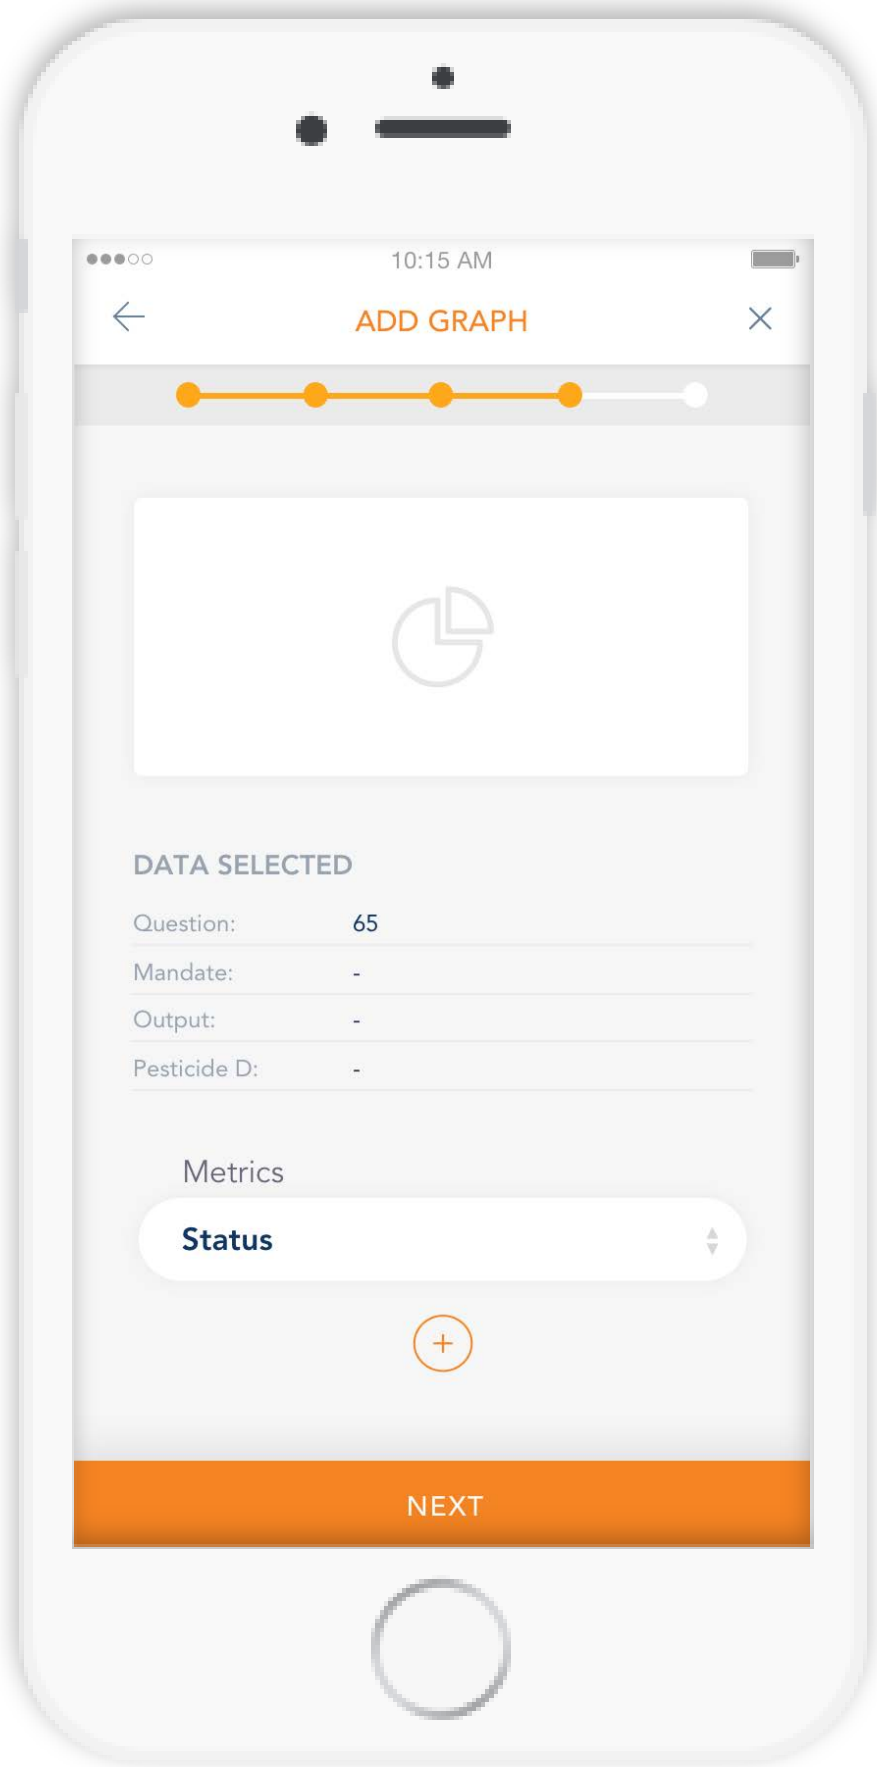 10:15 AM
ADD GRAPH
DATA SELECTED
Question: 65
Mandate: -
Output: -
Pesticide D: -
Metrics
Status
NEXT